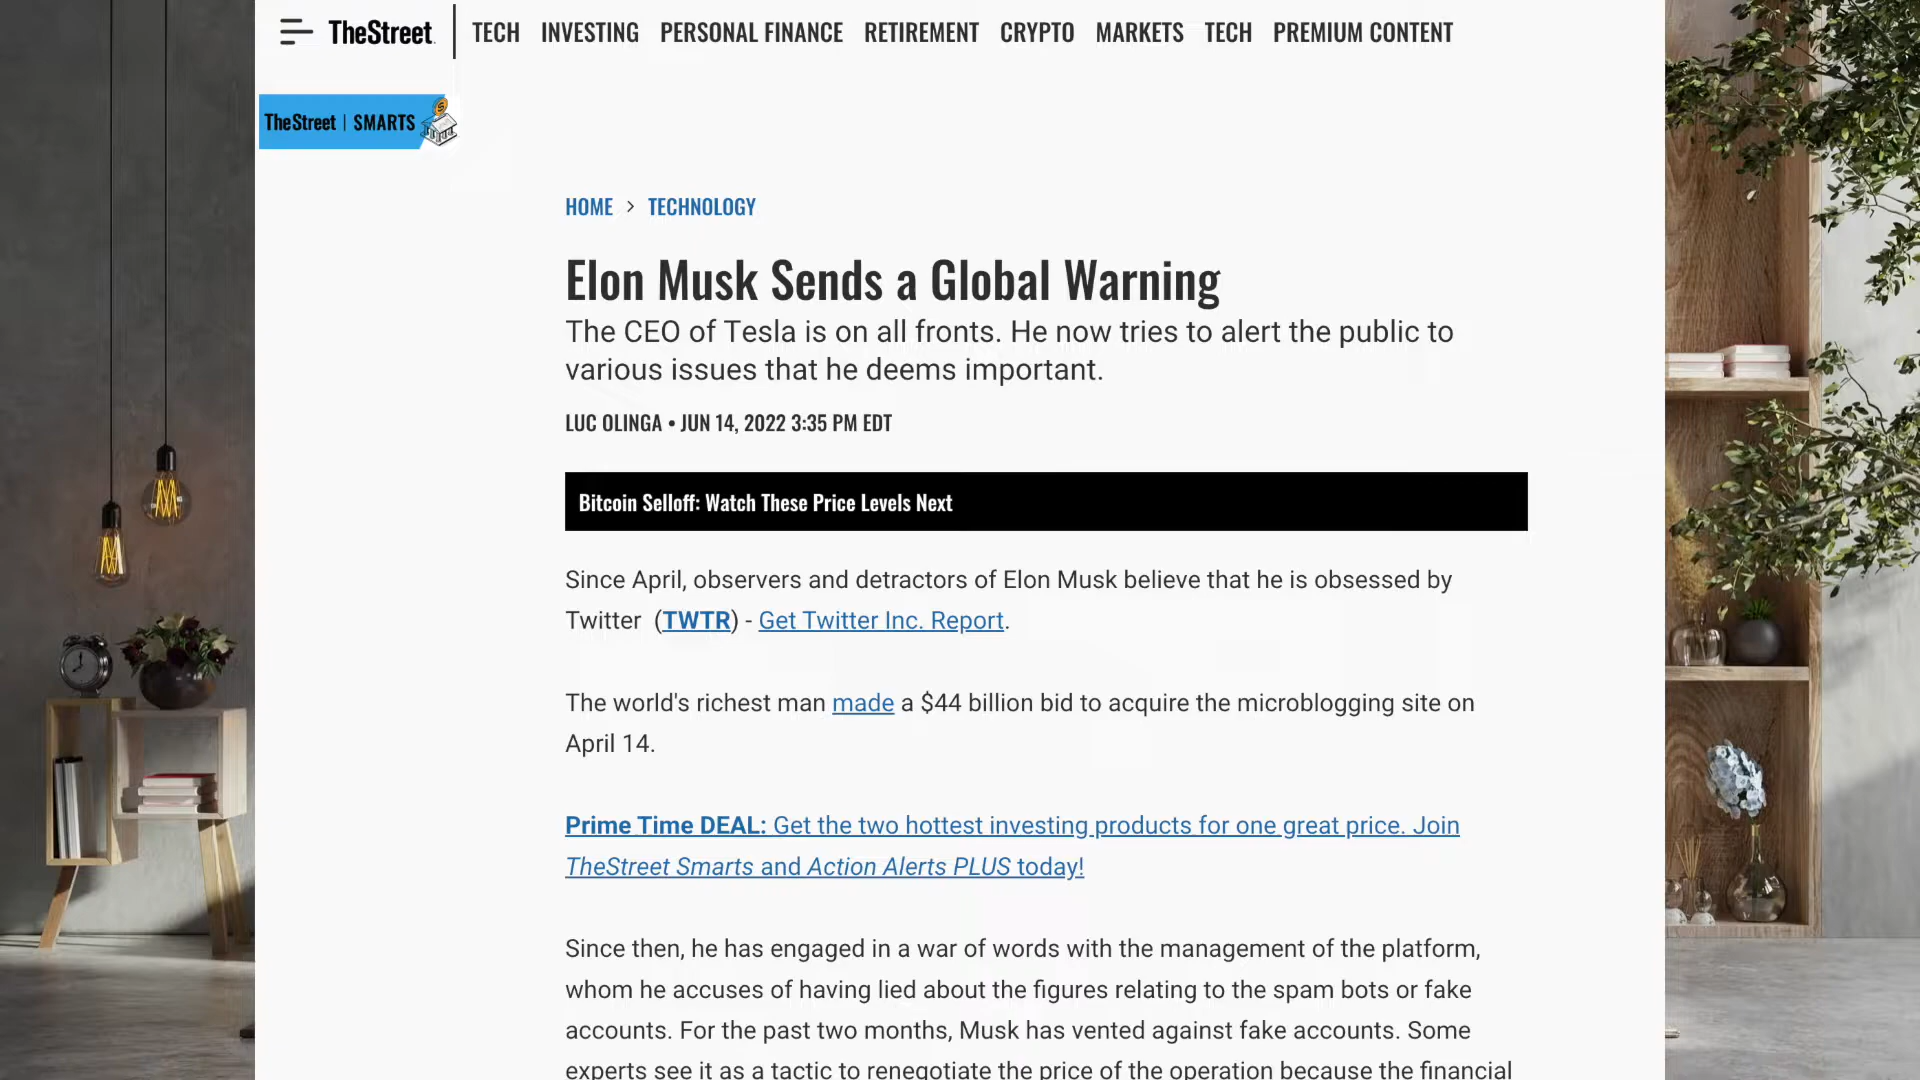 TheStreet TECH INVESTING PERSONAL FINANCE RETIREMENT CRYPTO MARKETS TECH PREMIUM CONTENT
TheStreet | SMARTS
HOME > TECHNOLOGY
Elon Musk Sends a Global Warning
The CEO of Tesla is on all fronts. He now tries to alert the public to
various issues that he deems important.
LUC OLINGA • JUN 14, 2022 3:35 PM EDT
Bitcoin Selloff: Watch These Price Levels Next
Since April, observers and detractors of Elon Musk believe that he is obsessed by
Twitter (TWTR) - Get Twitter Inc. Report.
The world's richest man made a $44 billion bid to acquire the microblogging site on
April 14.
Prime Time DEAL: Get the two hottest investing products for one great price. Join
TheStreet Smarts and Action Alerts PLUS today!
Since then, he has engaged in a war of words with the management of the platform,
whom he accuses of having lied about the figures relating to the spam bots or fake
accounts. For the past two months, Musk has vented against fake accounts. Some
experts see it as a tactic to renegotiate the price of the operation because the financial